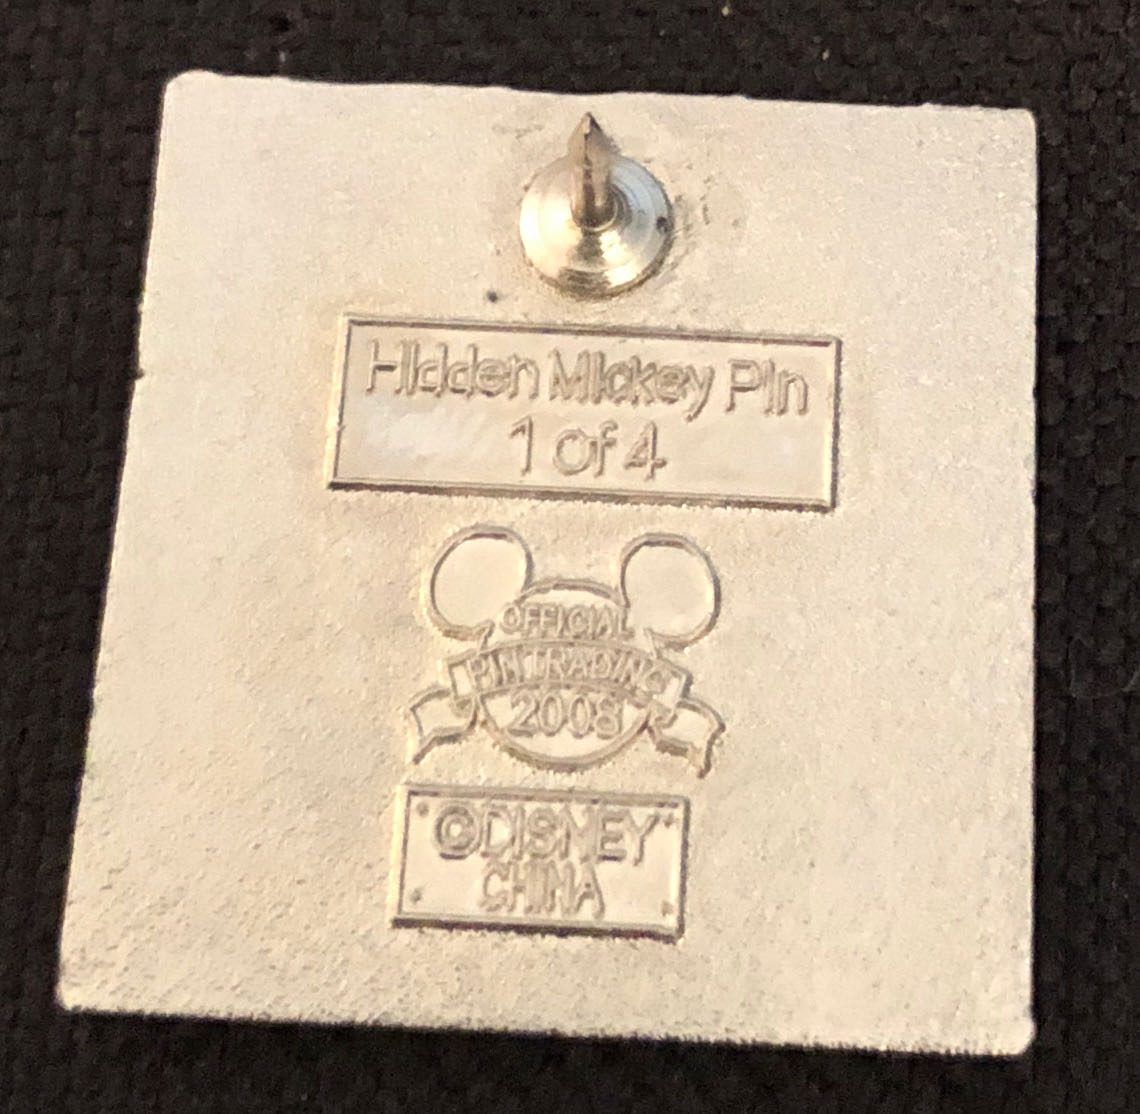 Hidden Mickey Pin
1 of 4
OFFICIAL
PIN TRADING
2008
©DISNEY
CHINA